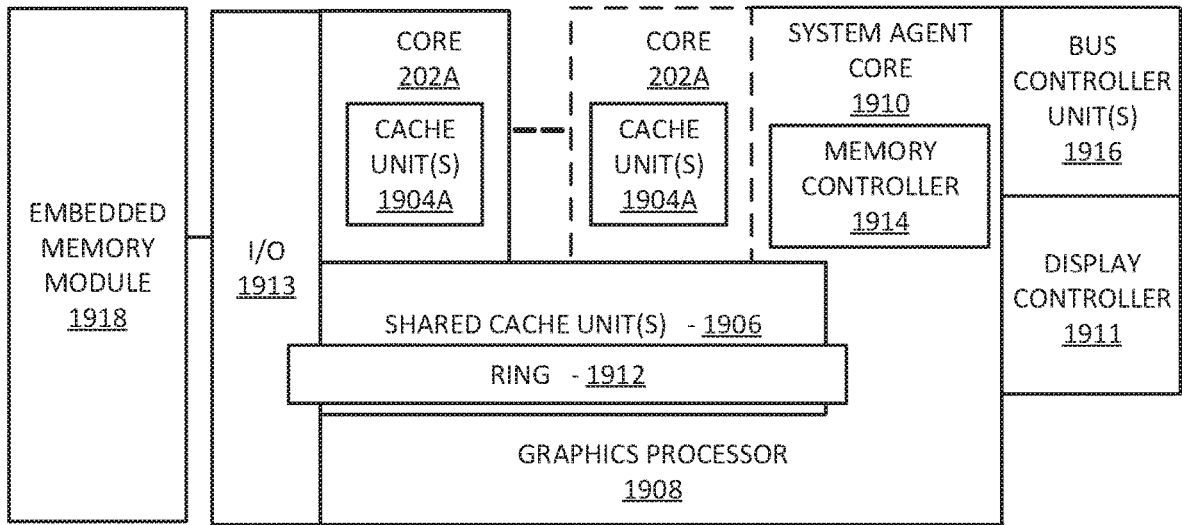 EMBEDDED
MEMORY
MODULE
1918
I/O
1913
CORE
202A
CACHE
UNIT(S)
1904A
CORE
202A
CACHE
UNIT(S)
1904A
SYSTEM AGENT
CORE
1910
MEMORY
CONTROLLER
1914
BUS
CONTROLLER
UNIT(S)
1916
DISPLAY
CONTROLLER
1911
SHARED CACHE UNIT(S) - 1906
RING - 1912
GRAPHICS PROCESSOR
1908